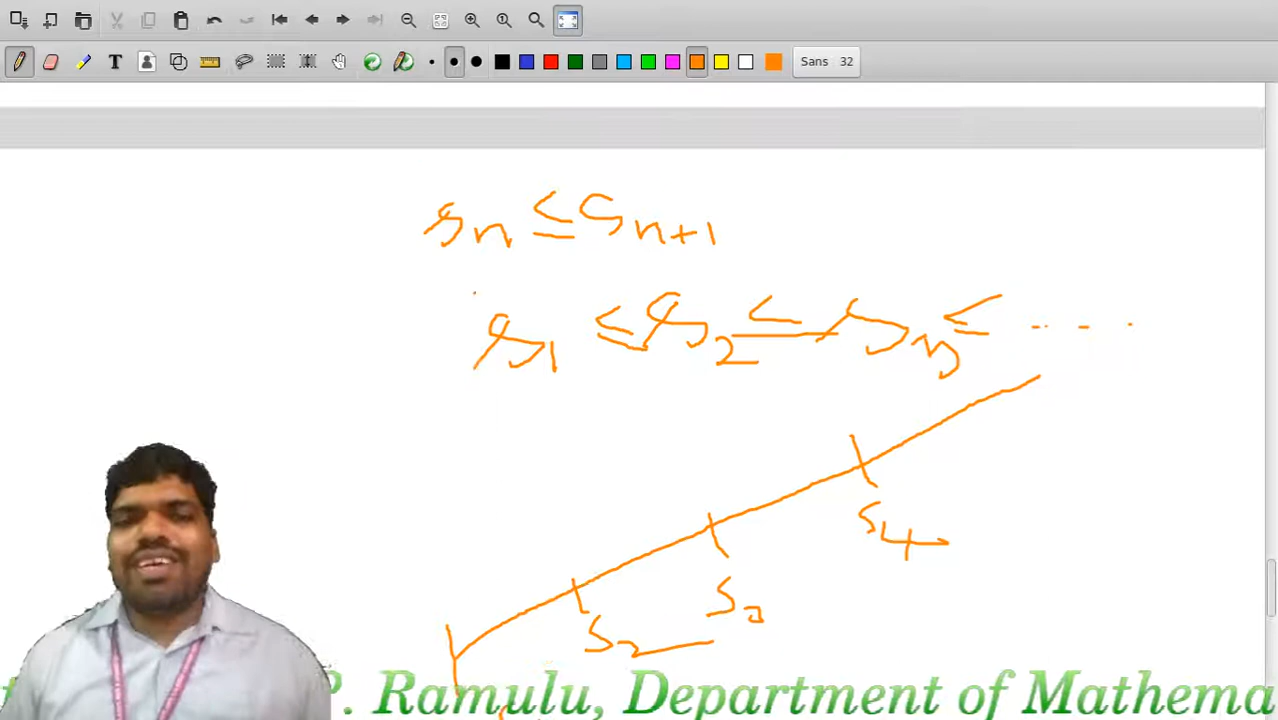 Sans 32
Sn ≤ Sn+1
S1 ≤ S2 ≤ S3 ≤ ....
S4
S3
S2
P. Ramulu, Department of Mathema